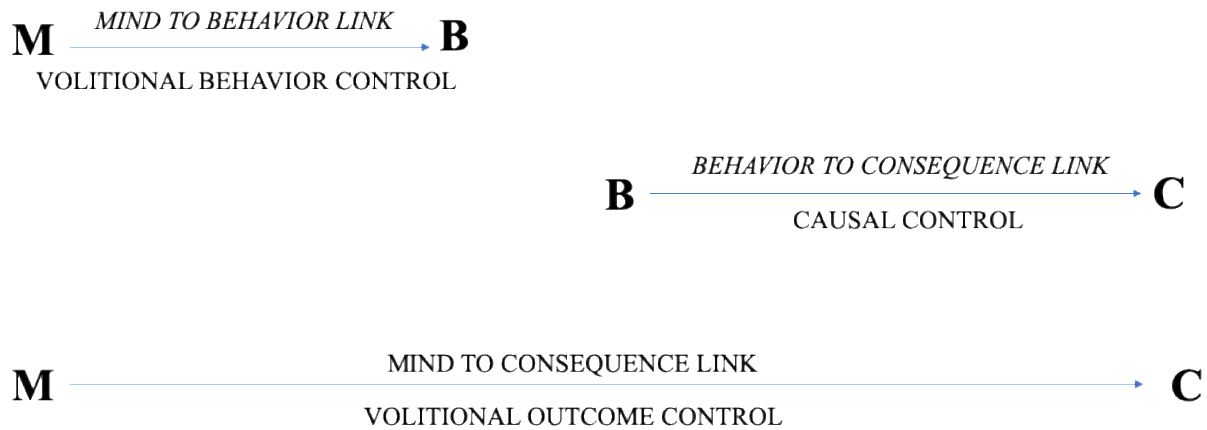 MIND TO BEHAVIOR LINK
M B
VOLITIONAL BEHAVIOR CONTROL
BEHAVIOR TO CONSEQUENCE LINK
B C
CAUSAL CONTROL
MIND TO CONSEQUENCE LINK
M C
VOLITIONAL OUTCOME CONTROL